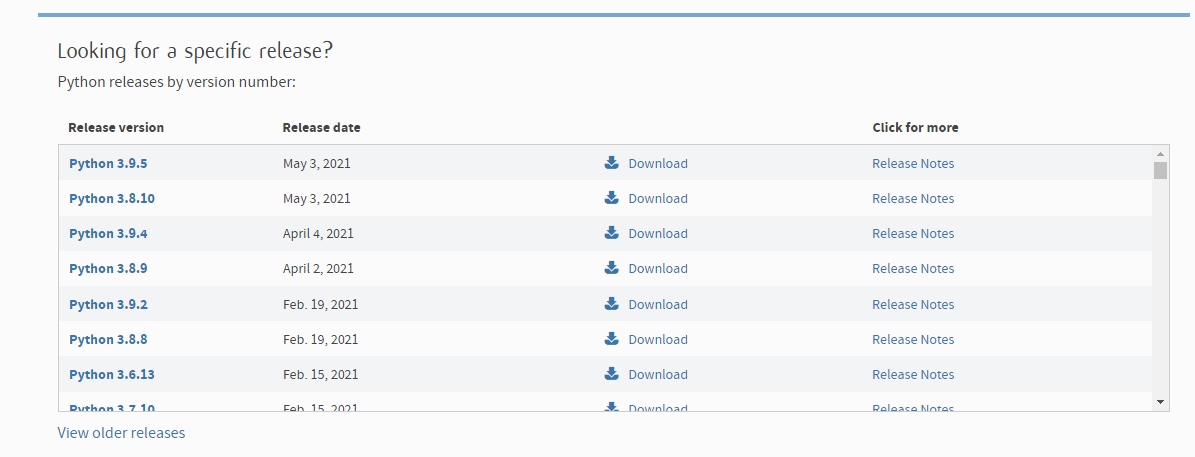 Looking for a specific release?
Python releases by version number:
Release version Release date Click for more
Python 3.9.5 May 3, 2021 Download Release Notes
Python 3.8.10 May 3, 2021 Download Release Notes
Python 3.9.4 April 4, 2021 Download Release Notes
Python 3.8.9 April 2, 2021 Download Release Notes
Python 3.9.2 Feb. 19, 2021 Download Release Notes
Python 3.8.8 Feb. 19, 2021 Download Release Notes
Python 3.6.13 Feb. 15, 2021 Download Release Notes
Python 3.7.10 Feb. 15, 2021 Download Release Notes
View older releases